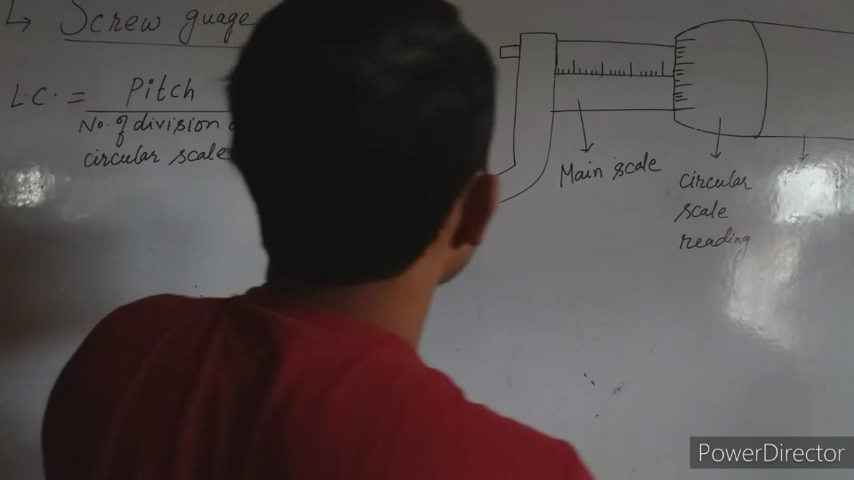 ↳ Screw guage
L.C. = Pitch
No. of division
circular scale
Main scale
circular
scale
reading
PowerDirector